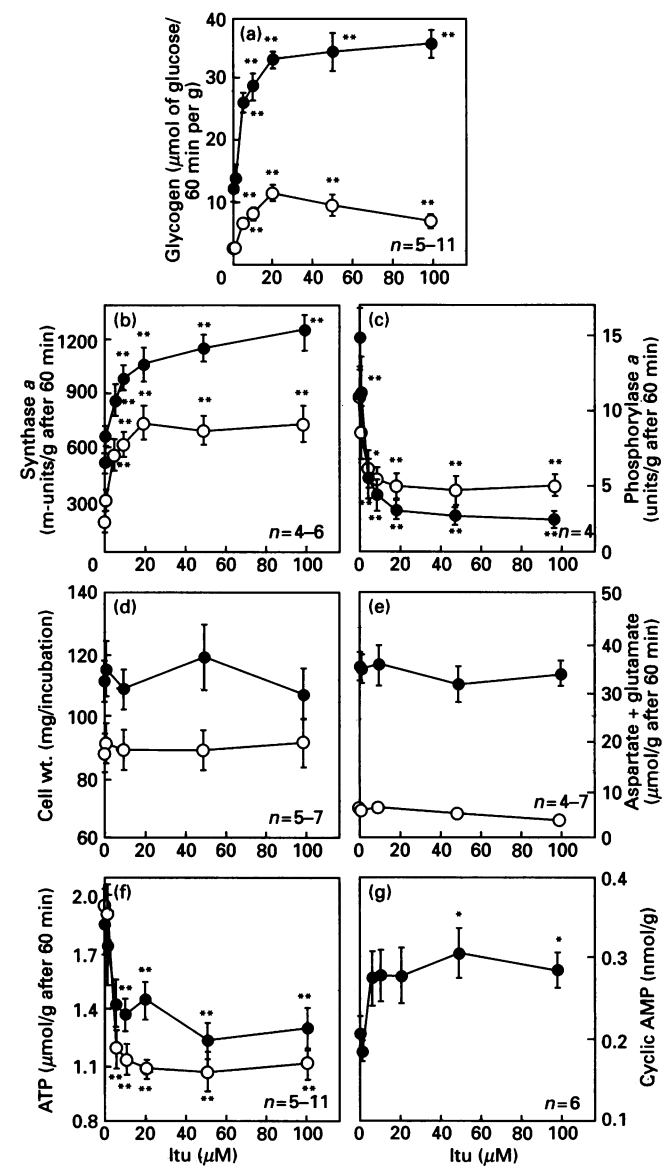 (a)
Glycogen (μmol of glucose/
60 min per g)
40
30
20
10
** ** ** **
**
** ** ** **
**
n=5–11
0 20 40 60 80 100
(b)
Synthase a
(m-units/g after 60 min)
1200
900
600
300
0
** ** ** **
**
** ** ** **
**
n=4–6
0 20 40 60 80 100
(c)
Phosphorylase a
(units/g after 60 min)
15
10
5
0
**
*
** ** **
** ** ** ** **
n=4
0 20 40 60 80 100
(d)
Cell wt. (mg/incubation)
140
120
100
80
60
n=5–7
0 20 40 60 80 100
(e)
Aspartate + glutamate
(μmol/g after 60 min)
50
40
30
20
10
0
n=4–7
0 20 40 60 80 100
(f)
ATP (μmol/g after 60 min)
2.0
1.7
1.4
1.1
0.8
** ** ** **
** ** ** ** **
n=5–11
0 20 40 60 80 100
Itu (μM)
(g)
Cyclic AMP (nmol/g)
0.4
0.3
0.2
0.1
* *
n=6
0 20 40 60 80 100
Itu (μM)